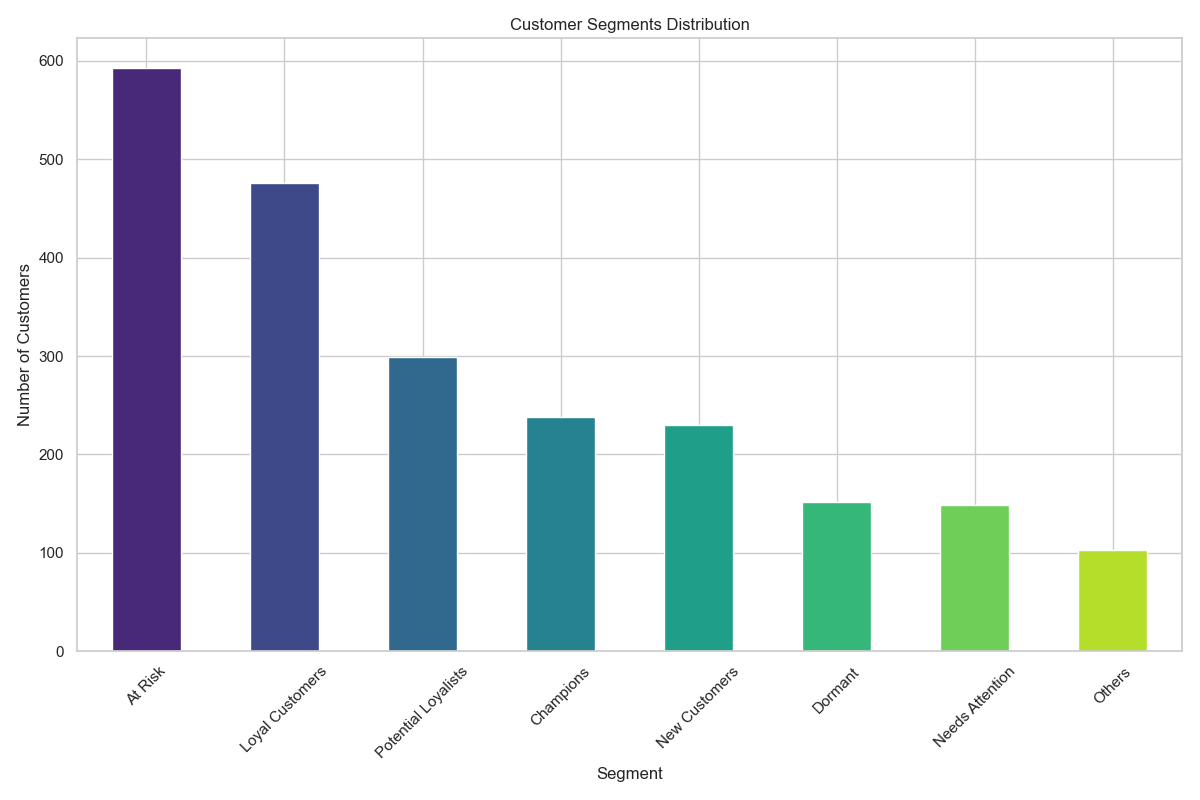 Customer Segments Distribution
Number of Customers
600
500
400
300
200
100
0
At Risk
Loyal Customers
Potential Loyalists
Champions
New Customers
Dormant
Needs Attention
Others
Segment